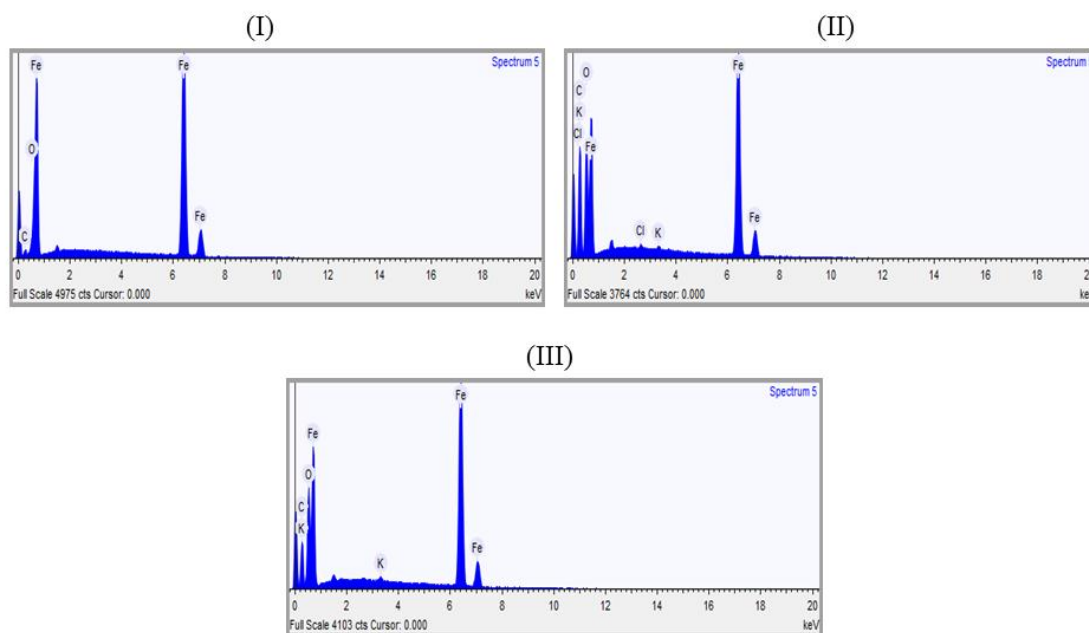 (I)
Spectrum 5
Fe
Fe
O
Fe
C
0 2 4 6 8 10 12 14 16 18 20
Full Scale 4975 cts Cursor: 0.000 keV
(II)
Spectrum
O
Fe
C
K
Cl
Fe
Fe
Cl
K
0 2 4 6 8 10 12 14 16 18
Full Scale 3764 cts Cursor: 0.000
(III)
Spectrum 5
Fe
Fe
O
C
K
Fe
K
0 2 4 6 8 10 12 14 16 18 20
Full Scale 4103 cts Cursor: 0.000 keV